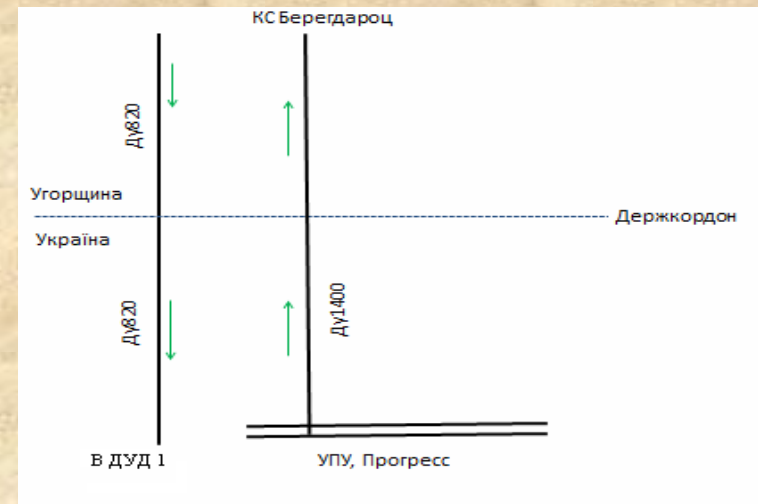 КС Берегдароц
Ду820
Угорщина
Держкордон
Україна
Ду820
Ду1400
В ДУД 1
УПУ, Прогресс